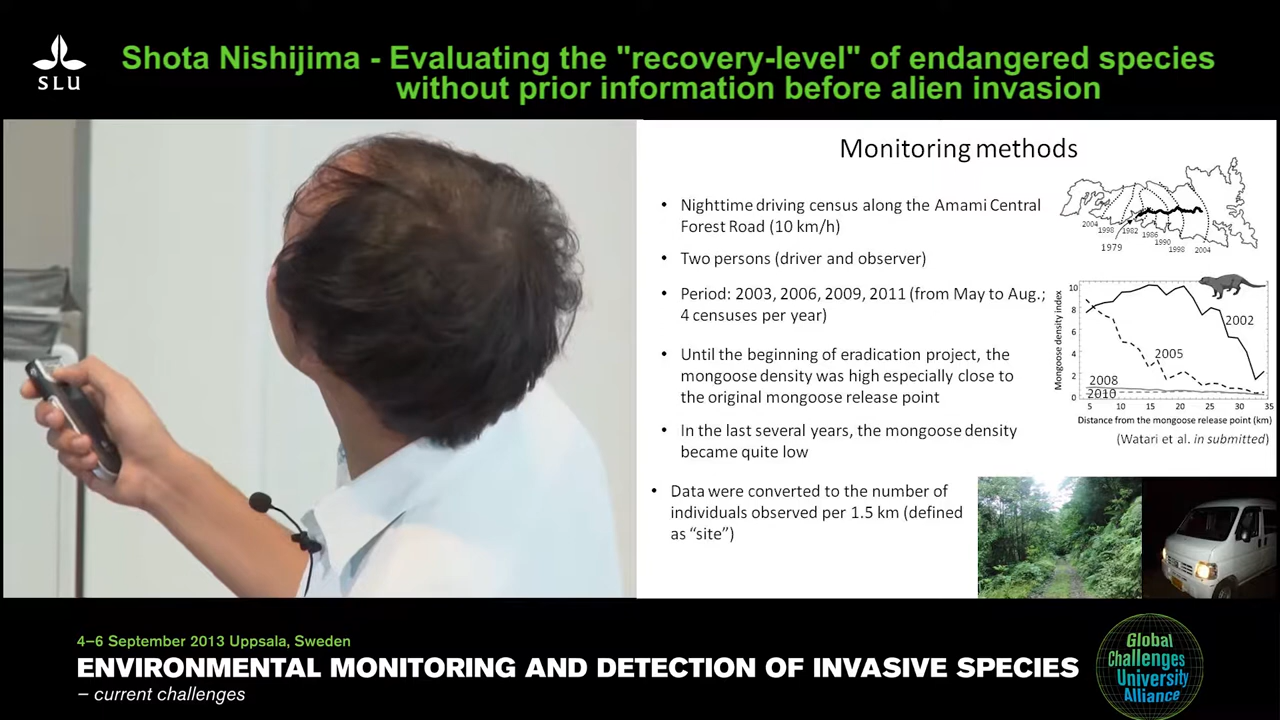 SLU
Shota Nishijima - Evaluating the "recovery-level" of endangered species
without prior information before alien invasion
Monitoring methods
• Nighttime driving census along the Amami Central
Forest Road (10 km/h)
• Two persons (driver and observer)
• Period: 2003, 2006, 2009, 2011 (from May to Aug.;
4 censuses per year)
• Until the beginning of eradication project, the
mongoose density was high especially close to
the original mongoose release point
• In the last several years, the mongoose density
became quite low
• Data were converted to the number of
individuals observed per 1.5 km (defined
as “site”)
2004
1998
1982
1986
1990
1998
2004
1979
Mongoose density index
10
8
6
4
2
0
2002
2005
2008
2010
5 10 15 20 25 30 35
Distance from the mongoose release point (km)
(Watari et al. in submitted)
4–6 September 2013 Uppsala, Sweden
ENVIRONMENTAL MONITORING AND DETECTION OF INVASIVE SPECIES
– current challenges
Global
Challenges
University
Alliance